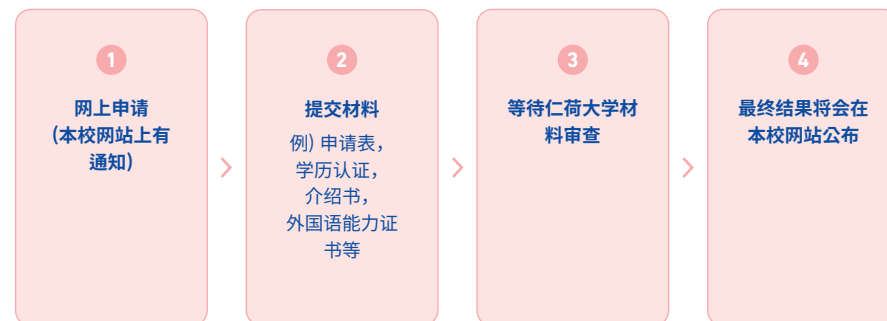 1
网上申请
(本校网站上有
通知)
2
提交材料
例) 申请表，
学历认证，
介绍书，
外国语能力证
书等
3
等待仁荷大学材
料审查
4
最终结果将会在
本校网站公布